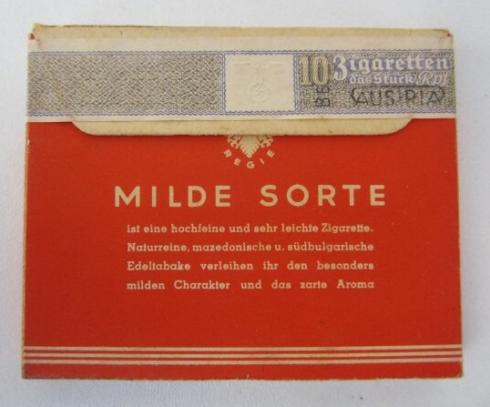 10 Zigaretten
das Stück Rpf
B6
AUSTRIA
REGIE
MILDE SORTE
ist eine hochfeine und sehr leichte Zigarette.
Naturreine, mazedonische u. südbulgarische
Edeltabake verleihen ihr den besonders
milden Charakter und das zarte Aroma